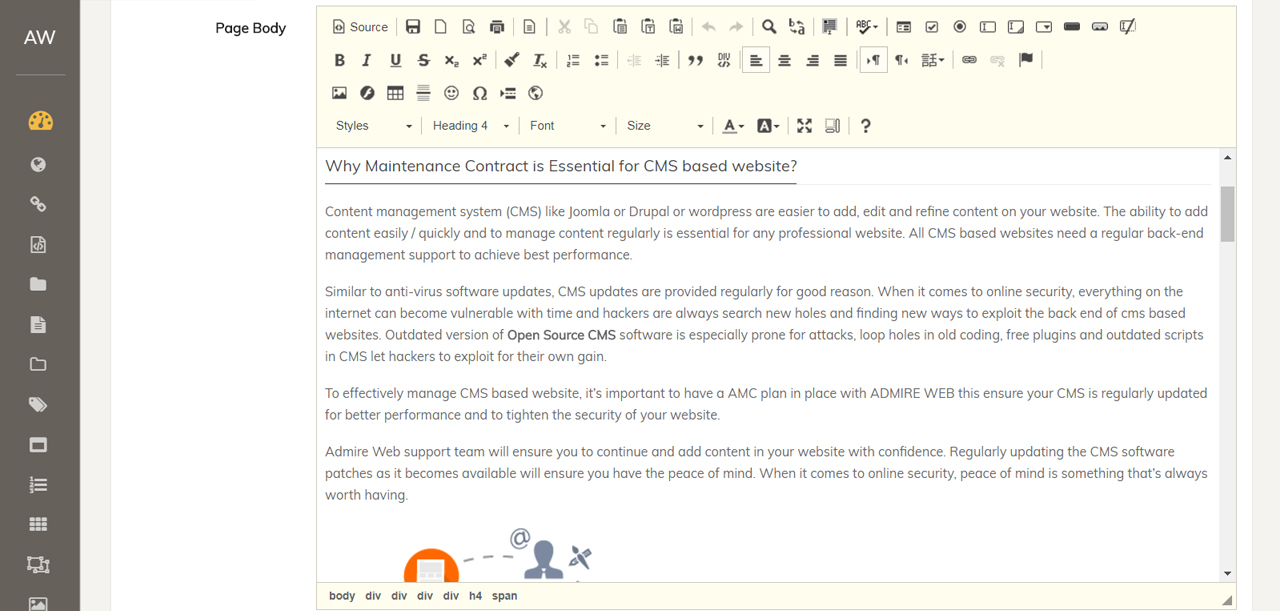 AW
Page Body
Source
ABC
B I U S x₂ x² Iₓ DIV 話
Styles Heading 4 Font Size A A ?
Why Maintenance Contract is Essential for CMS based website?
Content management system (CMS) like Joomla or Drupal or wordpress are easier to add, edit and refine content on your website. The ability to add
content easily / quickly and to manage content regularly is essential for any professional website. All CMS based websites need a regular back-end
management support to achieve best performance.
Similar to anti-virus software updates, CMS updates are provided regularly for good reason. When it comes to online security, everything on the
internet can become vulnerable with time and hackers are always search new holes and finding new ways to exploit the back end of cms based
websites. Outdated version of Open Source CMS software is especially prone for attacks, loop holes in old coding, free plugins and outdated scripts
in CMS let hackers to exploit for their own gain.
To effectively manage CMS based website, it's important to have a AMC plan in place with ADMIRE WEB this ensure your CMS is regularly updated
for better performance and to tighten the security of your website.
Admire Web support team will ensure you to continue and add content in your website with confidence. Regularly updating the CMS software
patches as it becomes available will ensure you have the peace of mind. When it comes to online security, peace of mind is something that's always
worth having.
@
body div div div div h4 span